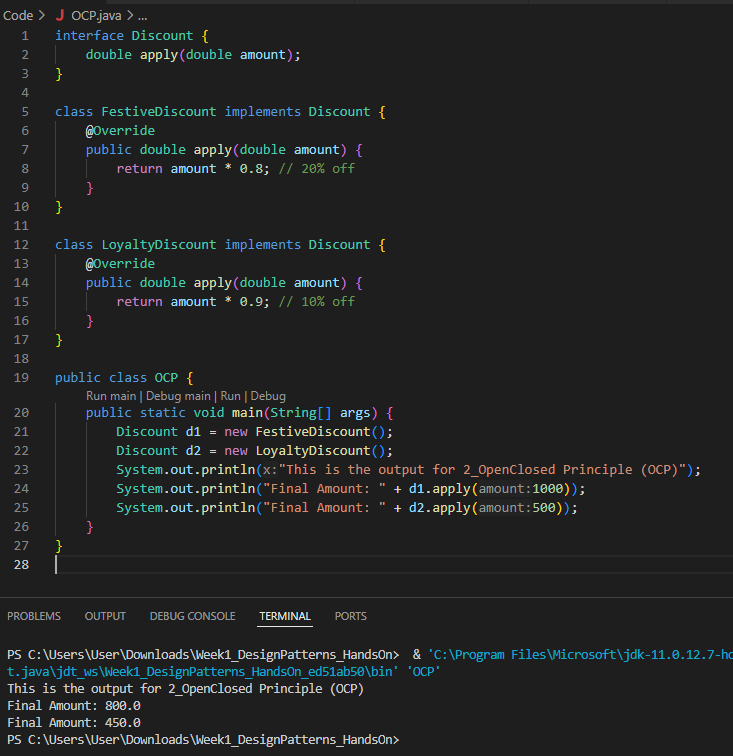 Code > J OCP.java > ...
1 interface Discount {
2     double apply(double amount);
3 }
4
5 class FestiveDiscount implements Discount {
6     @Override
7     public double apply(double amount) {
8         return amount * 0.8; // 20% off
9     }
10 }
11
12 class LoyaltyDiscount implements Discount {
13     @Override
14     public double apply(double amount) {
15         return amount * 0.9; // 10% off
16     }
17 }
18
19 public class OCP {
Run main | Debug main | Run | Debug
20     public static void main(String[] args) {
21         Discount d1 = new FestiveDiscount();
22         Discount d2 = new LoyaltyDiscount();
23         System.out.println(x:"This is the output for 2_OpenClosed Principle (OCP)");
24         System.out.println("Final Amount: " + d1.apply(amount:1000));
25         System.out.println("Final Amount: " + d2.apply(amount:500));
26     }
27 }
28
PROBLEMS OUTPUT DEBUG CONSOLE TERMINAL PORTS
PS C:\Users\User\Downloads\Week1_DesignPatterns_HandsOn>  & 'C:\Program Files\Microsoft\jdk-11.0.12.7-ho
t.java\jdt_ws\Week1_DesignPatterns_HandsOn_ed51ab50\bin' 'OCP'
This is the output for 2_OpenClosed Principle (OCP)
Final Amount: 800.0
Final Amount: 450.0
PS C:\Users\User\Downloads\Week1_DesignPatterns_HandsOn>